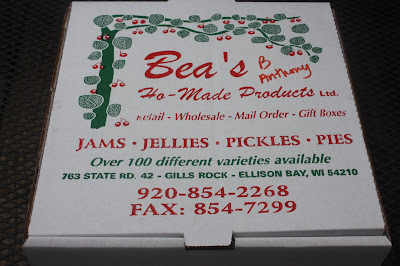 Bea's B Anthony
Ho-Made Products Ltd.
Retail - Wholesale - Mail Order - Gift Boxes
JAMS • JELLIES • PICKLES • PIES
Over 100 different varieties available
763 STATE RD. 42 - GILLS ROCK - ELLISON BAY, WI 54210
920-854-2268
FAX: 854-7299